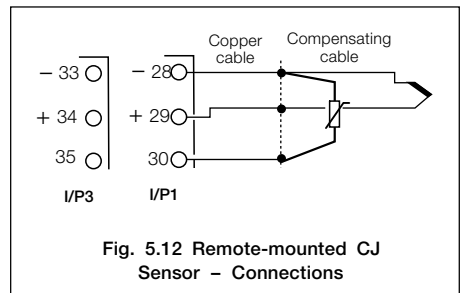 Copper cable
Compensating cable
– 33
– 28
+ 34
+ 29
35
30
I/P3
I/P1
Fig. 5.12 Remote-mounted CJ
Sensor – Connections